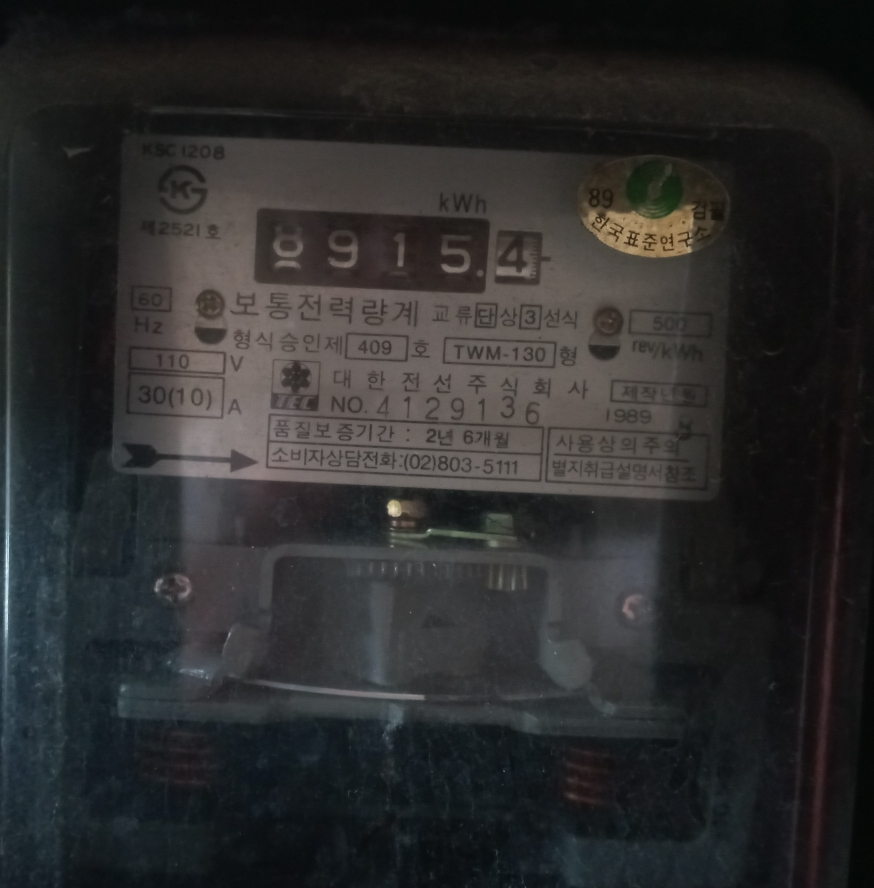 KSC 1208
K
제2521호
kWh
8915.4
89 검필
한국표준연구소
60 Hz
보통전력량계 교류단상3선식
500 rev/kWh
형식승인제 409 호 TWM-130 형
110 V
대한전선주식회사
30(10) A
TEC NO. 4129136
1989
품질보증기간 : 2년 6개월
소비자상담전화:(02)803-5111
사용상의주의
별지취급설명서참조